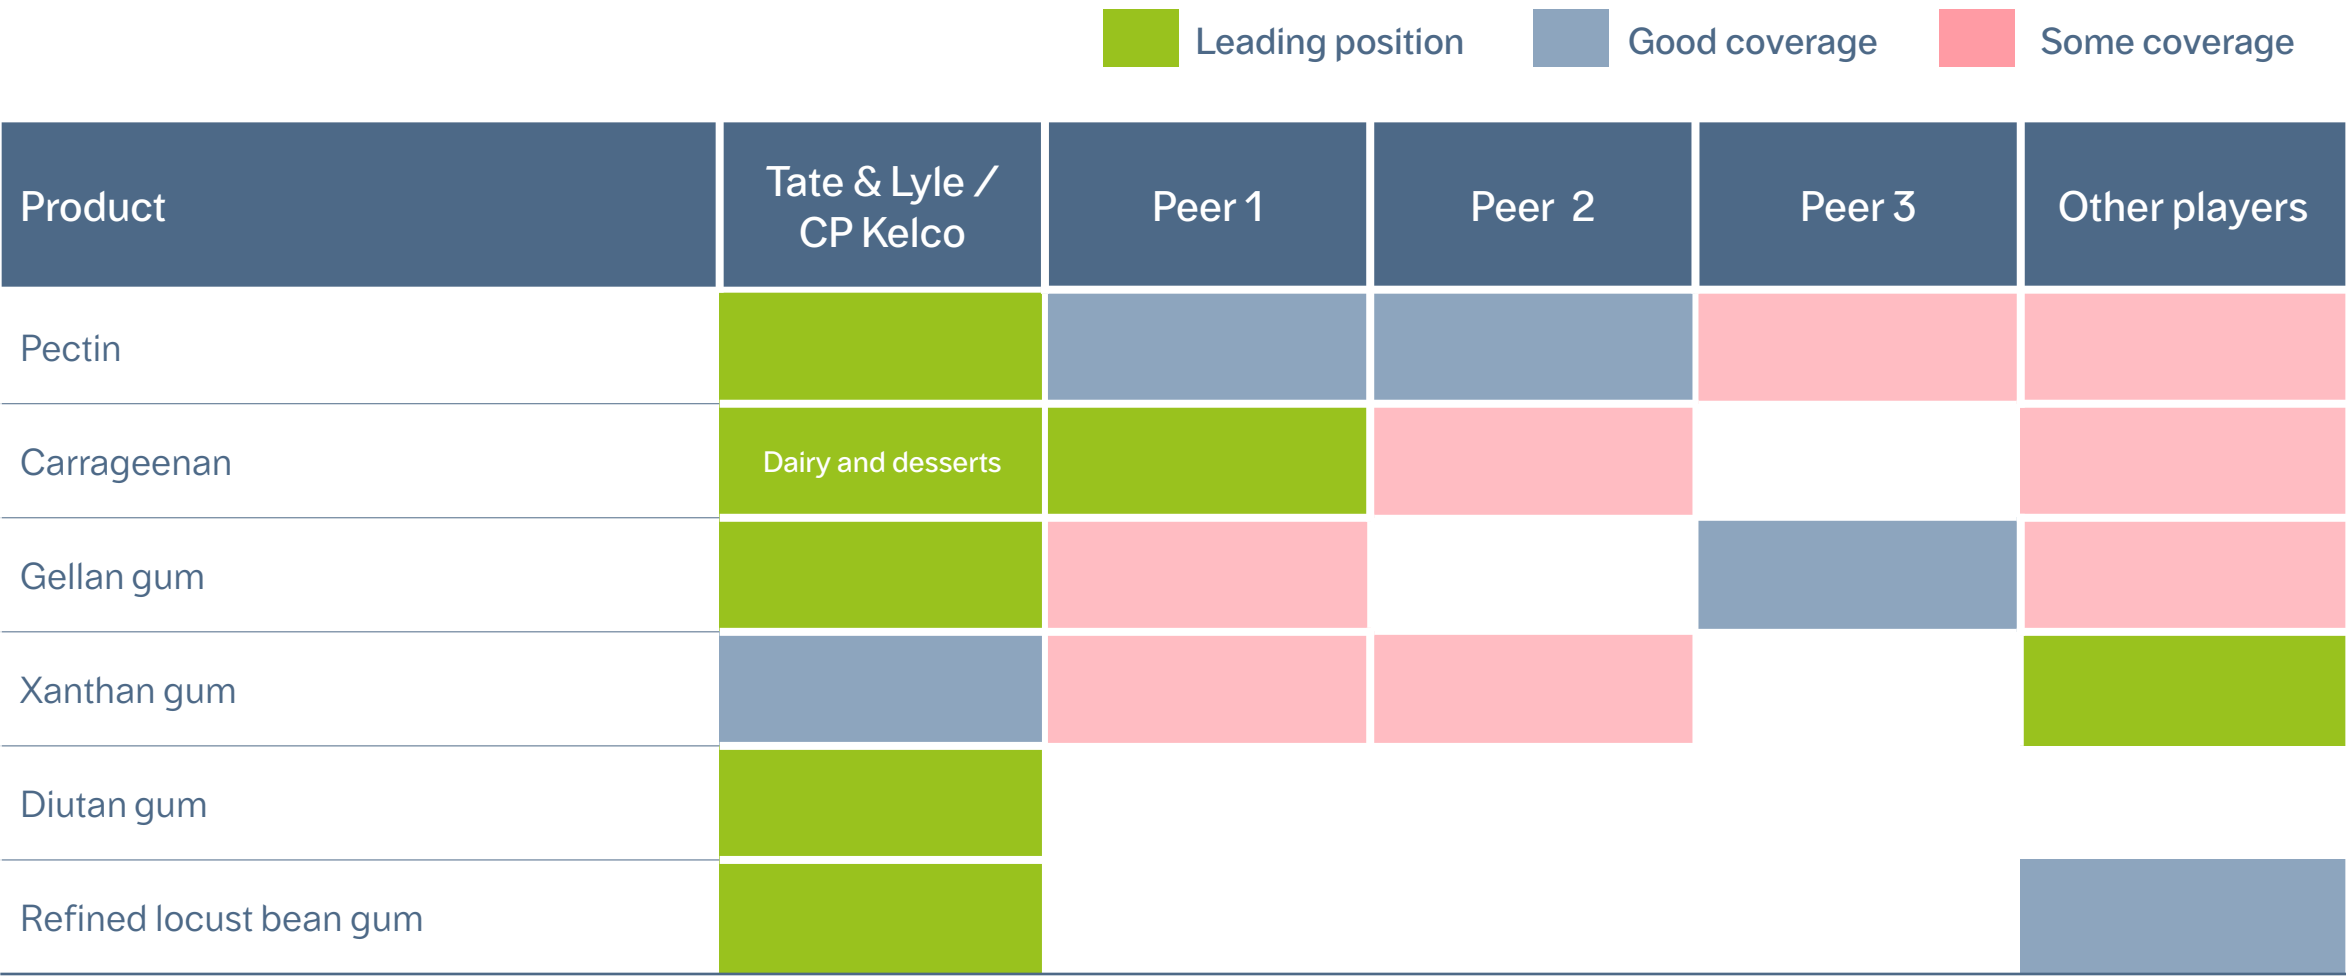 Leading position
Good coverage
Some coverage
Product
Tate & Lyle /
CP Kelco
Peer 1
Peer 2
Peer 3
Other players
Pectin
Carrageenan
Dairy and desserts
Gellan gum
Xanthan gum
Diutan gum
Refined locust bean gum